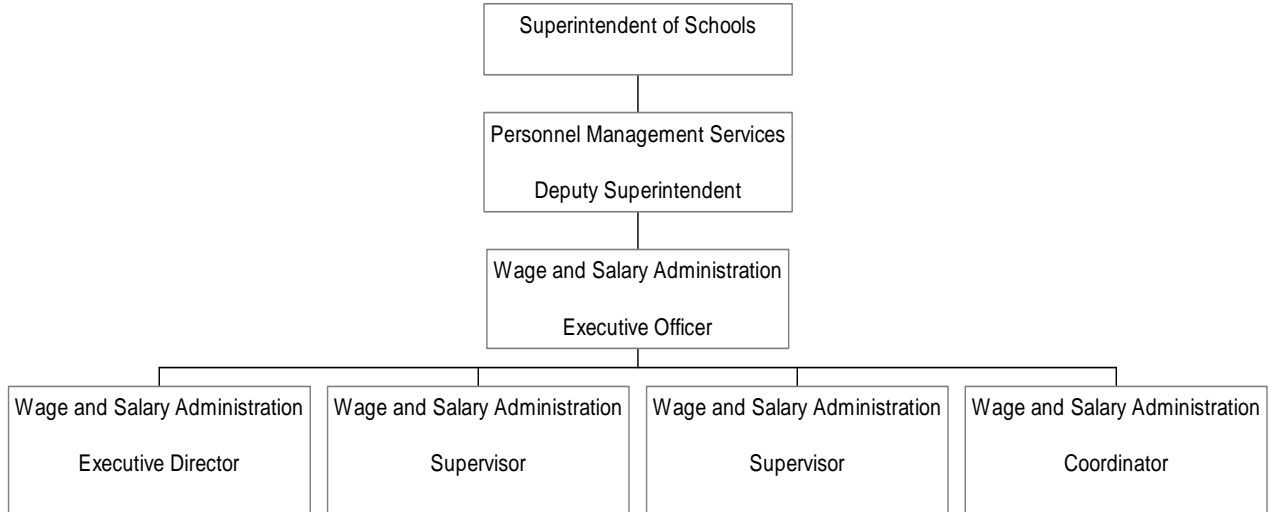 Superintendent of Schools
Personnel Management Services
Deputy Superintendent
Wage and Salary Administration
Executive Officer
Wage and Salary Administration
Executive Director
Wage and Salary Administration
Supervisor
Wage and Salary Administration
Supervisor
Wage and Salary Administration
Coordinator